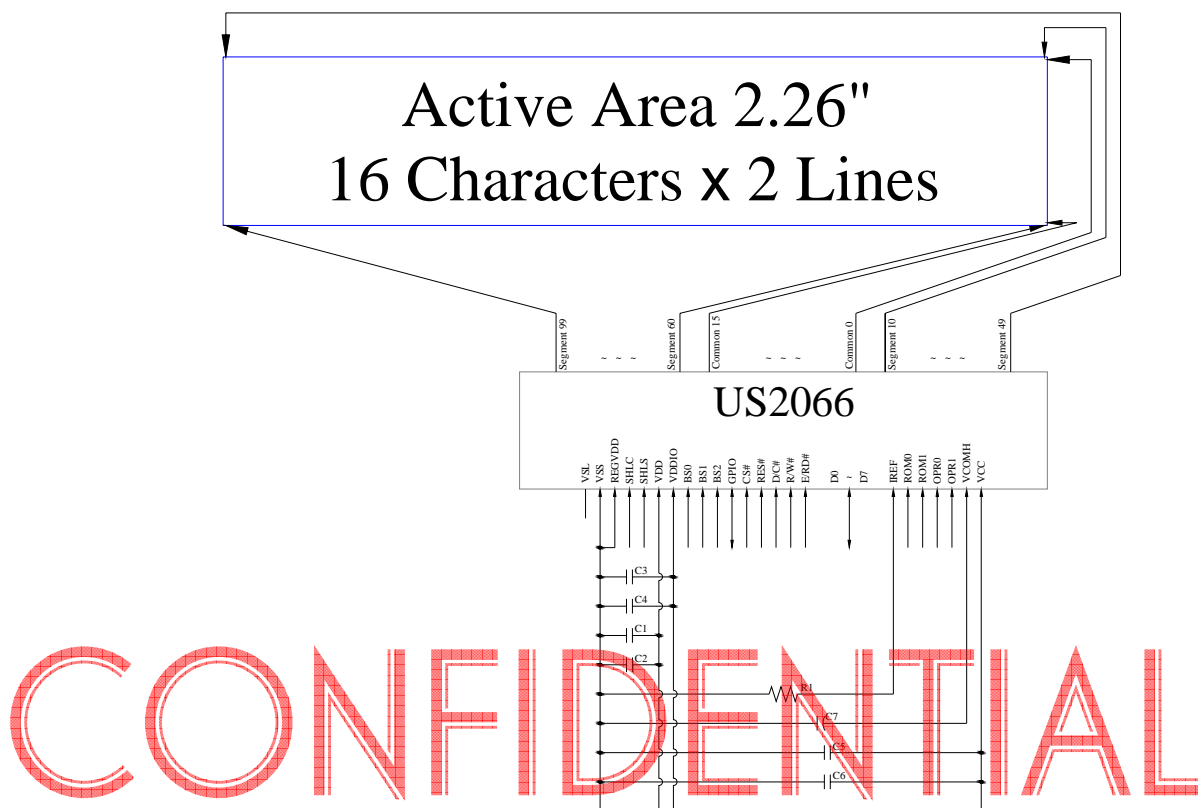 Active Area 2.26"
16 Characters x 2 Lines
Segment 99
~ ~ ~
Segment 60
Common 15
~ ~ ~
Common 0
Segment 10
~ ~ ~
Segment 49
US2066
VSL
VSS
REGVDD
SHLC
SHLS
VDD
VDDIO
BS0
BS1
BS2
GPIO
CS#
RES#
D/C#
R/W#
E/RD#
D0
~
D7
IREF
ROM0
ROM1
OPR0
OPR1
VCOMH
VCC
C3
C4
C1
C2
R1
C7
C5
C6
CONFIDENTIAL